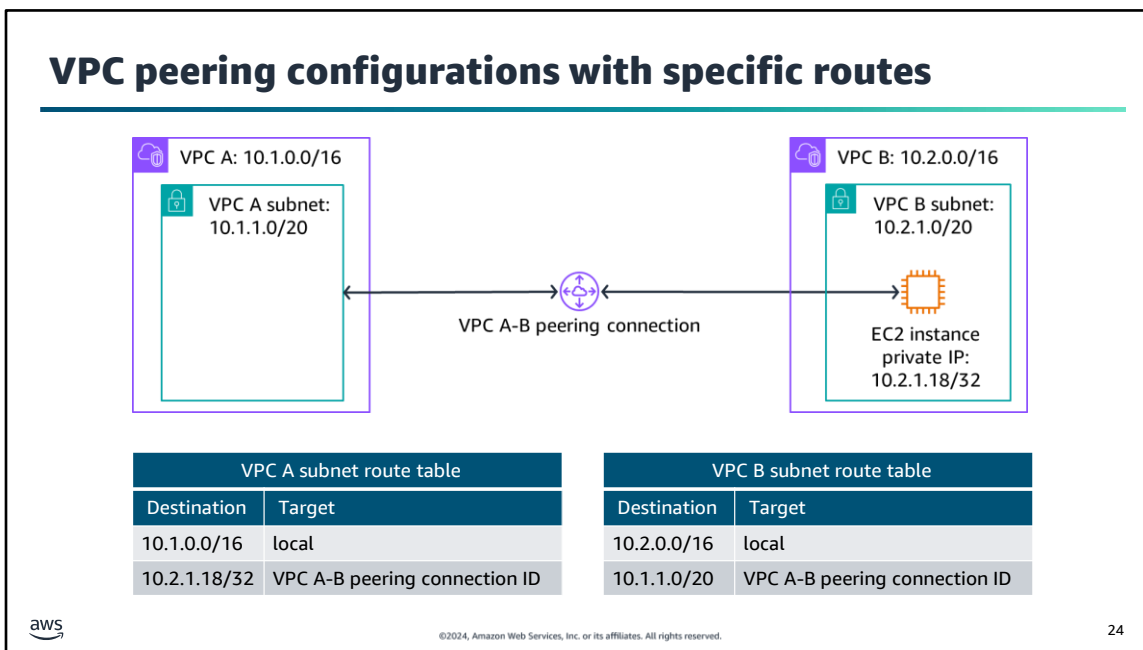 VPC peering configurations with specific routes
VPC A: 10.1.0.0/16
VPC A subnet:
10.1.1.0/20
VPC A-B peering connection
VPC B: 10.2.0.0/16
VPC B subnet:
10.2.1.0/20
EC2 instance
private IP:
10.2.1.18/32
VPC A subnet route table
Destination Target
10.1.0.0/16 local
10.2.1.18/32 VPC A-B peering connection ID
VPC B subnet route table
Destination Target
10.2.0.0/16 local
10.1.1.0/20 VPC A-B peering connection ID
aws
©2024, Amazon Web Services, Inc. or its affiliates. All rights reserved.
24